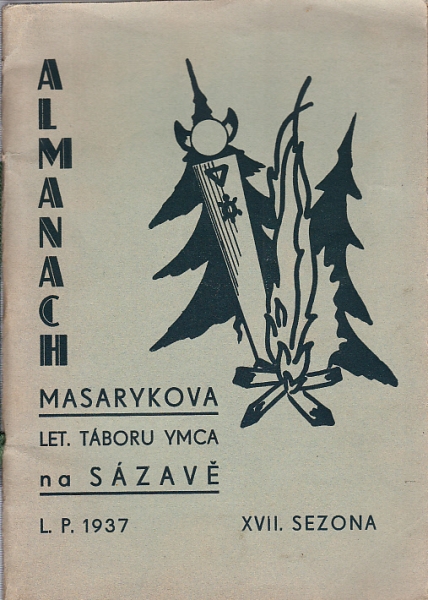 ALMANACH
MASARYKOVA
LET. TÁBORU YMCA
na SÁZAVĚ
L. P. 1937
XVII. SEZONA